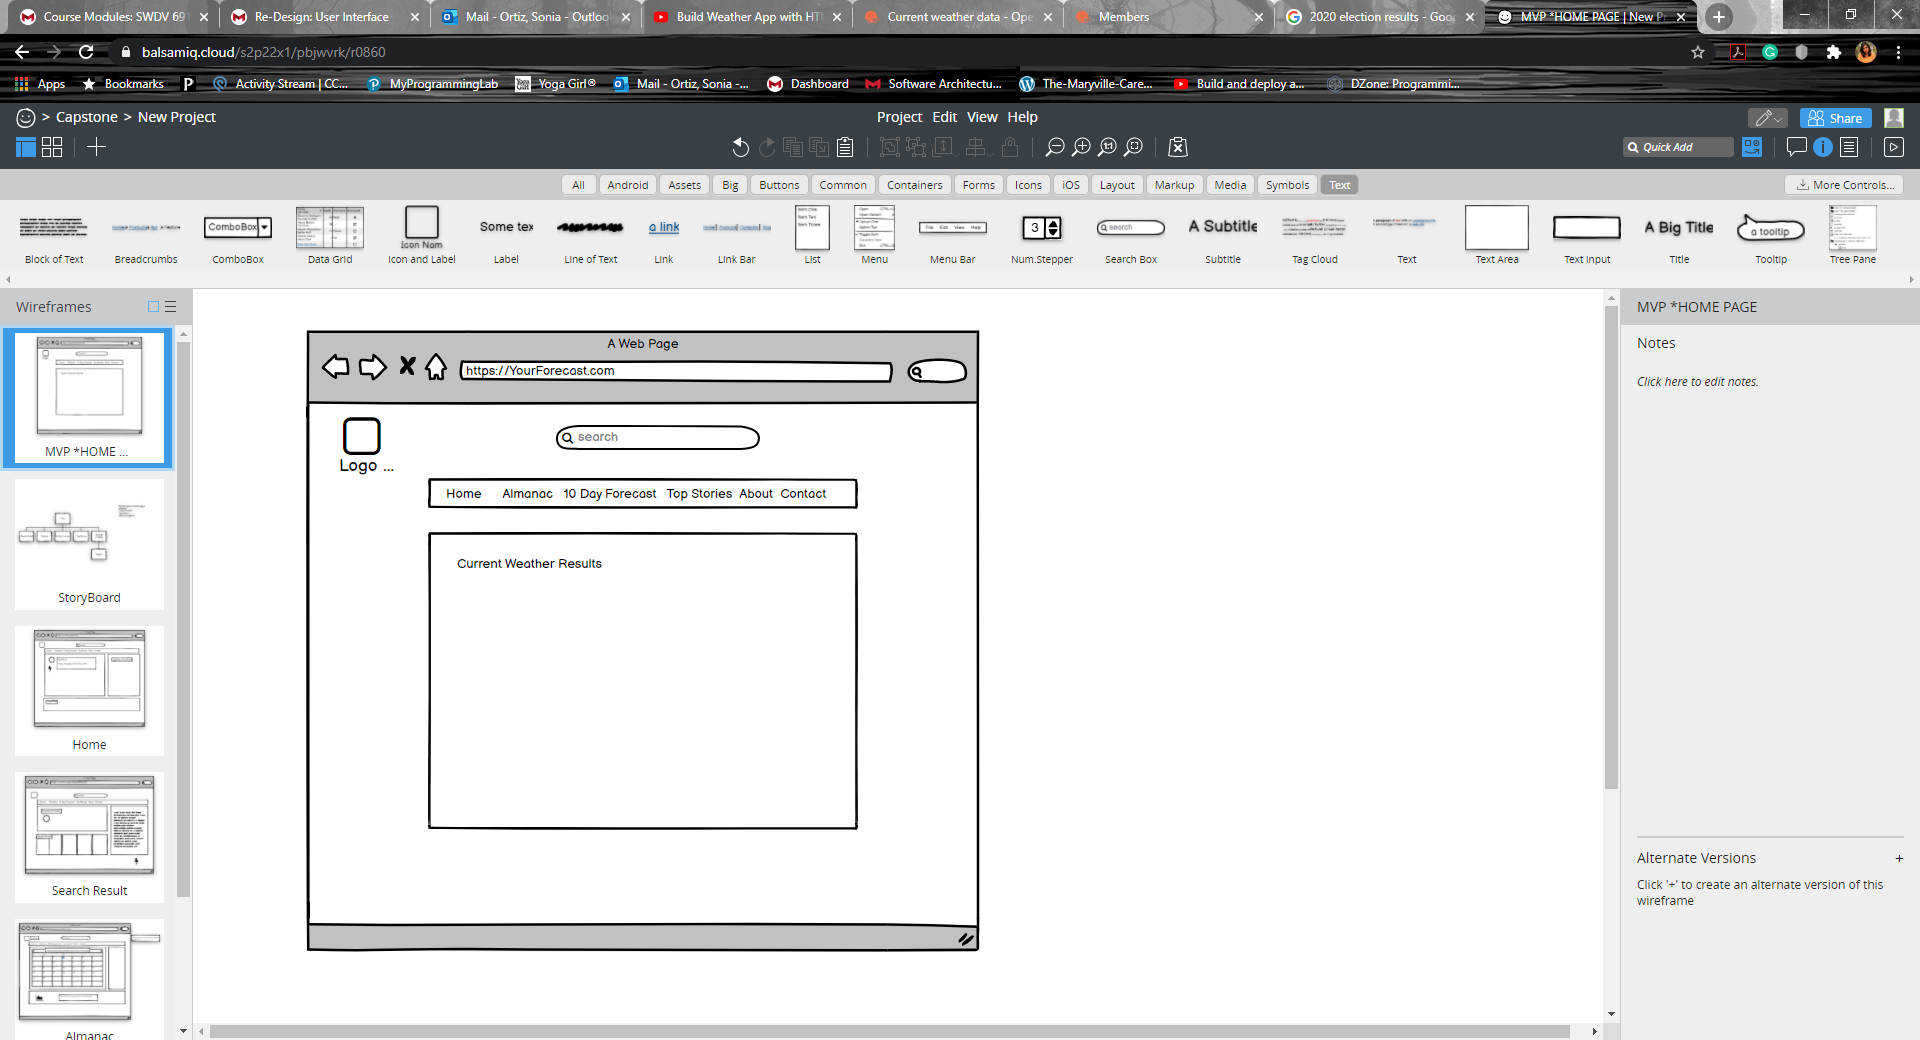 Course Modules: SWDV 691
Re-Design: User Interface
Mail - Ortiz, Sonia - Outloo
Build Weather App with HT
Current weather data - Ope
Members
2020 election results - Goo
MVP *HOME PAGE | New P
balsamiq.cloud/s2p22x1/pbjwvrk/r0860
Apps
Bookmarks
Activity Stream | CC...
MyProgrammingLab
Yoga Girl®
Mail - Ortiz, Sonia -...
Dashboard
Software Architectu...
The-Maryville-Care...
Build and deploy a...
DZone: Programmi...
> Capstone > New Project
Project Edit View Help
Share
Quick Add
All Android Assets Big Buttons Common Containers Forms Icons iOS Layout Markup Media Symbols Text
More Controls...
ComboBox
Icon Nam
Some tex
a link
3
search
A Subtitle
A Big Title
a tooltip
Block of Text
Breadcrumbs
ComboBox
Data Grid
Icon and Label
Label
Line of Text
Link
Link Bar
List
Menu
Menu Bar
Num.Stepper
Search Box
Subtitle
Tag Cloud
Text
Text Area
Text Input
Title
Tooltip
Tree Pane
Wireframes
MVP *HOME ...
StoryBoard
Home
Search Result
Almanac
A Web Page
https://YourForecast.com
Logo ...
search
Home Almanac 10 Day Forecast Top Stories About Contact
Current Weather Results
MVP *HOME PAGE
Notes
Click here to edit notes.
Alternate Versions +
Click '+' to create an alternate version of this
wireframe